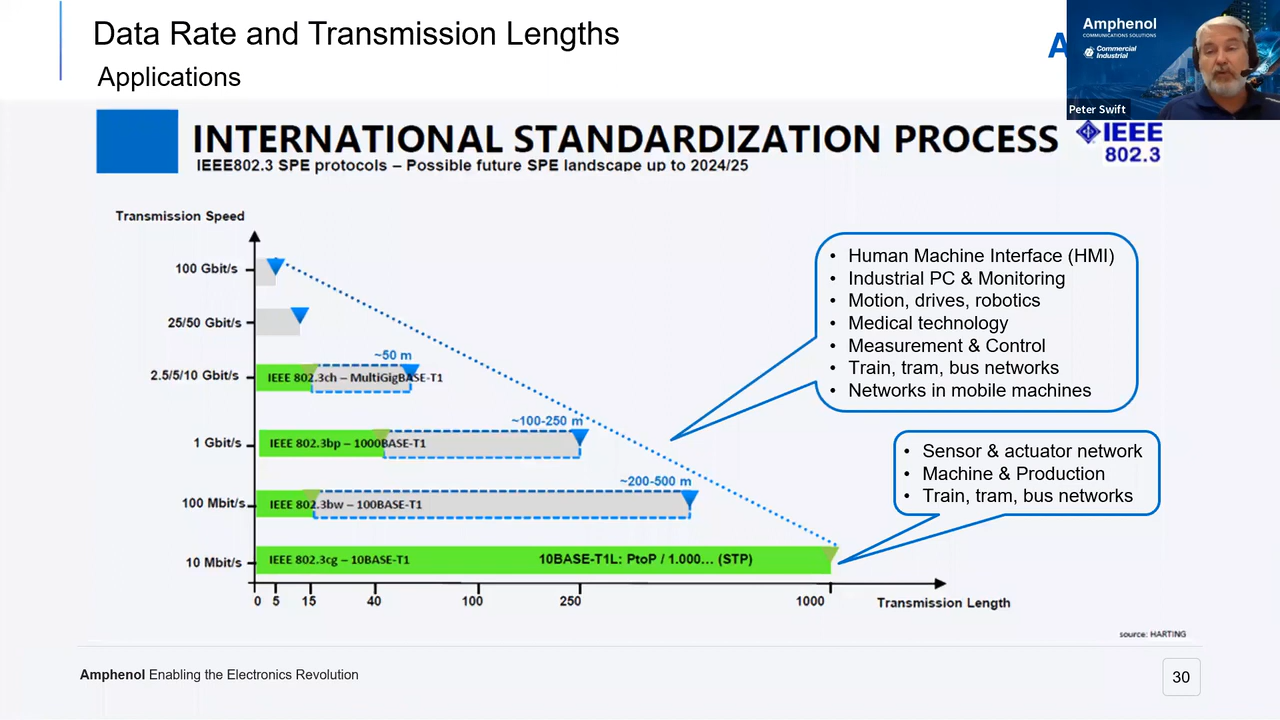 Data Rate and Transmission Lengths
Applications
A
Amphenol
COMMUNICATIONS SOLUTIONS
Commercial
Industrial
Peter Swift
INTERNATIONAL STANDARDIZATION PROCESS
IEEE802.3 SPE protocols – Possible future SPE landscape up to 2024/25
IEEE
802.3
Transmission Speed
100 Gbit/s
25/50 Gbit/s
~50 m
2.5/5/10 Gbit/s
IEEE 802.3ch – MultiGigBASE-T1
~100-250 m
1 Gbit/s
IEEE 802.3bp – 1000BASE-T1
~200-500 m
100 Mbit/s
IEEE 802.3bw – 100BASE-T1
10 Mbit/s
IEEE 802.3cg – 10BASE-T1
10BASE-T1L: PtoP / 1.000... (STP)
0 5 15 40 100 250 1000
Transmission Length
• Human Machine Interface (HMI)
• Industrial PC & Monitoring
• Motion, drives, robotics
• Medical technology
• Measurement & Control
• Train, tram, bus networks
• Networks in mobile machines
• Sensor & actuator network
• Machine & Production
• Train, tram, bus networks
source: HARTING
Amphenol Enabling the Electronics Revolution
30